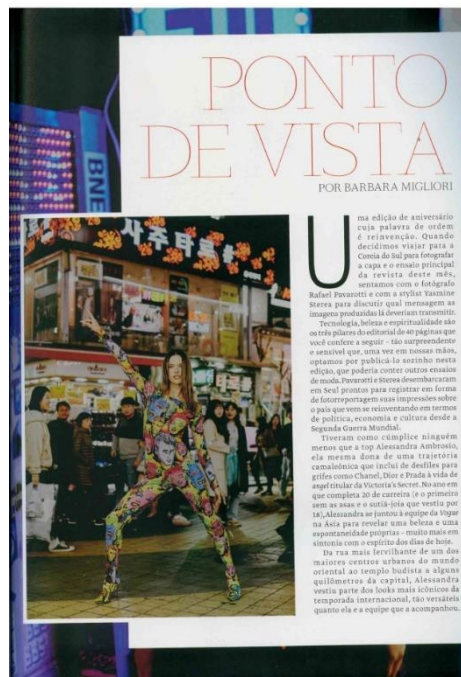 PONTO
DE VISTA
POR BARBARA MIGLIORI
BNE
사주타로
Uma edição de aniversário
cuja palavra de ordem
é reinvenção. Quando
decidimos viajar para a
Coreia do Sul para fotografar
a capa e o ensaio principal
da revista deste mês,
sentamos com o fotógrafo
Rafael Pavarotti e com a stylist Yasmine
Sterea para discutir qual mensagem as
imagens produzidas lá deveriam transmitir.
Tecnologia, beleza e espiritualidade são
os três pilares do editorial de 40 páginas que
você confere a seguir – tão surpreendente
e sensível que, uma vez em nossas mãos,
optamos por publicá-lo sozinho nesta
edição, que poderia conter outros ensaios
de moda. Pavarotti e Sterea desembarcaram
em Seul prontos para registrar em forma
de fotorreportagem suas impressões sobre
o país que vem se reinventando em termos
de política, economia e cultura desde a
Segunda Guerra Mundial.
Tiveram como cúmplice ninguém
menos que a top Alessandra Ambrosio,
ela mesma dona de uma trajetória
camaleônica que inclui de desfiles para
grifes como Chanel, Dior e Prada à vida de
angel titular da Victoria's Secret. No ano em
que completa 20 de carreira (e o primeiro
sem as asas e o sutiã-joia que vestiu por
18), Alessandra se juntou à equipe da Vogue
na Ásia para revelar uma beleza e uma
espontaneidade próprias – muito mais em
sintonia com o espírito dos dias de hoje.
Da rua mais fervilhante de um dos
maiores centros urbanos do mundo
oriental ao templo budista a alguns
quilômetros da capital, Alessandra
vestiu parte dos looks mais icônicos da
temporada internacional, tão versáteis
quanto ela e a equipe que a acompanhou.